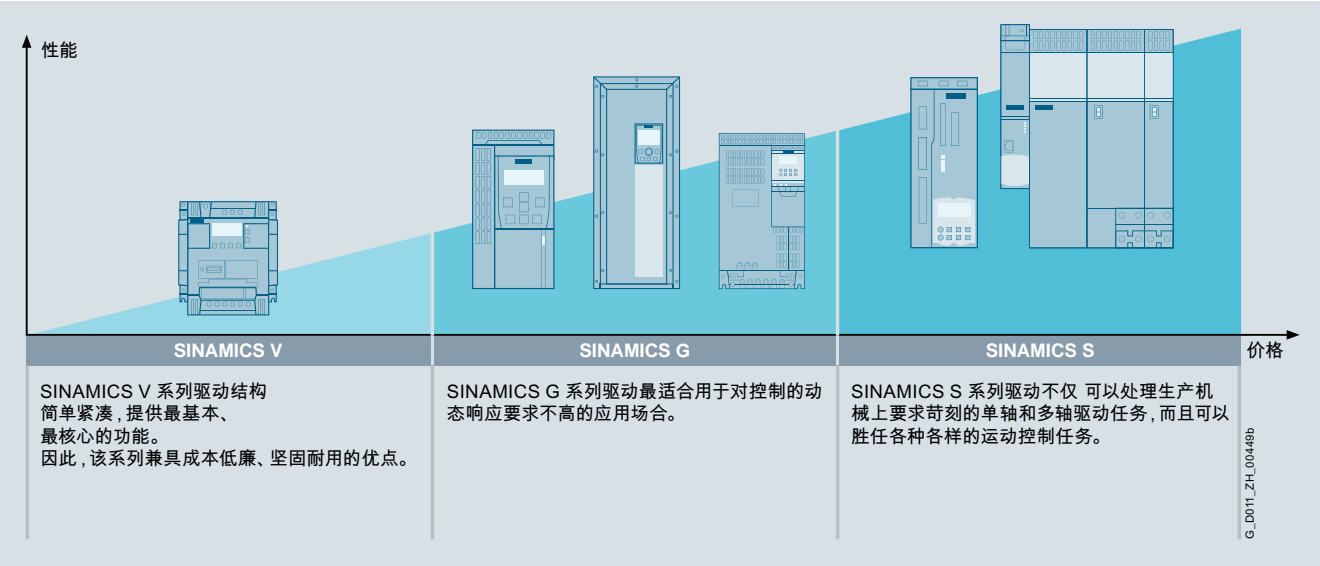 性能
SINAMICS V
SINAMICS G
SINAMICS S
价格
SINAMICS V 系列驱动结构
简单紧凑，提供最基本、
最核心的功能。
因此，该系列兼具成本低廉、坚固耐用的优点。
SINAMICS G 系列驱动最适合用于对控制的动
态响应要求不高的应用场合。
SINAMICS S 系列驱动不仅 可以处理生产机
械上要求苛刻的单轴和多轴驱动任务，而且可以
胜任各种各样的运动控制任务。
G_D011_ZH_00449b